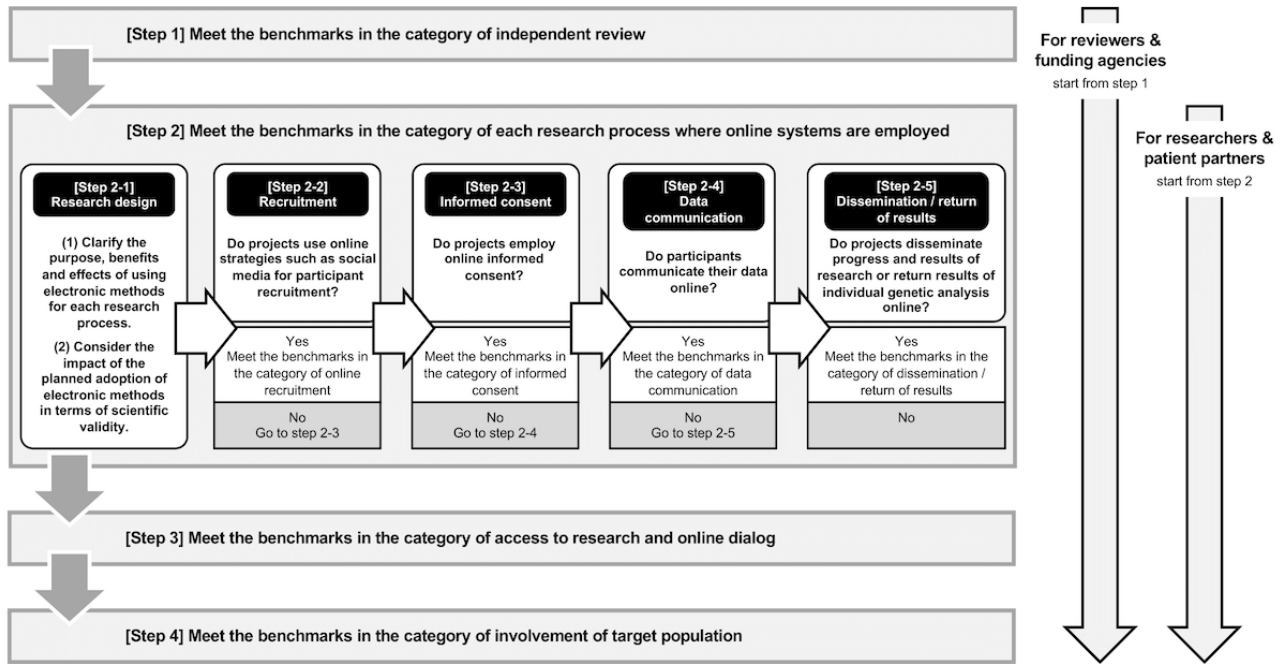 [Step 1] Meet the benchmarks in the category of independent review
For reviewers &
funding agencies
start from step 1
[Step 2] Meet the benchmarks in the category of each research process where online systems are employed
For researchers &
patient partners
start from step 2
[Step 2-1]
Research design
(1) Clarify the
purpose, benefits
and effects of using
electronic methods
for each research
process.
(2) Consider the
impact of the
planned adoption of
electronic methods
in terms of scientific
validity.
[Step 2-2]
Recruitment
Do projects use online
strategies such as social
media for participant
recruitment?
Yes
Meet the benchmarks in
the category of online
recruitment
No
Go to step 2-3
[Step 2-3]
Informed consent
Do projects employ
online informed
consent?
Yes
Meet the benchmarks in
the category of informed
consent
No
Go to step 2-4
[Step 2-4]
Data
communication
Do participants
communicate their data
online?
Yes
Meet the benchmarks in
the category of data
communication
No
Go to step 2-5
[Step 2-5]
Dissemination / return
of results
Do projects disseminate
progress and results of
research or return results of
individual genetic analysis
online?
Yes
Meet the benchmarks in the
category of dissemination /
return of results
No
[Step 3] Meet the benchmarks in the category of access to research and online dialog
[Step 4] Meet the benchmarks in the category of involvement of target population